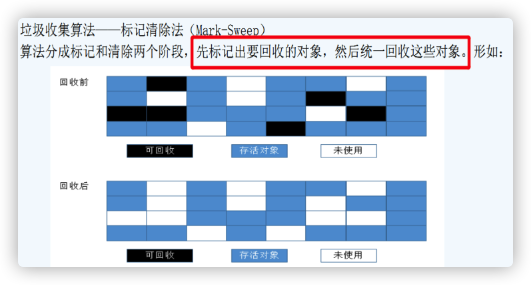 垃圾收集算法——标记清除法（Mark-Sweep）
算法分成标记和清除两个阶段，先标记出要回收的对象，然后统一回收这些对象。形如：
回收前
可回收 存活对象 未使用
回收后
可回收 存活对象 未使用